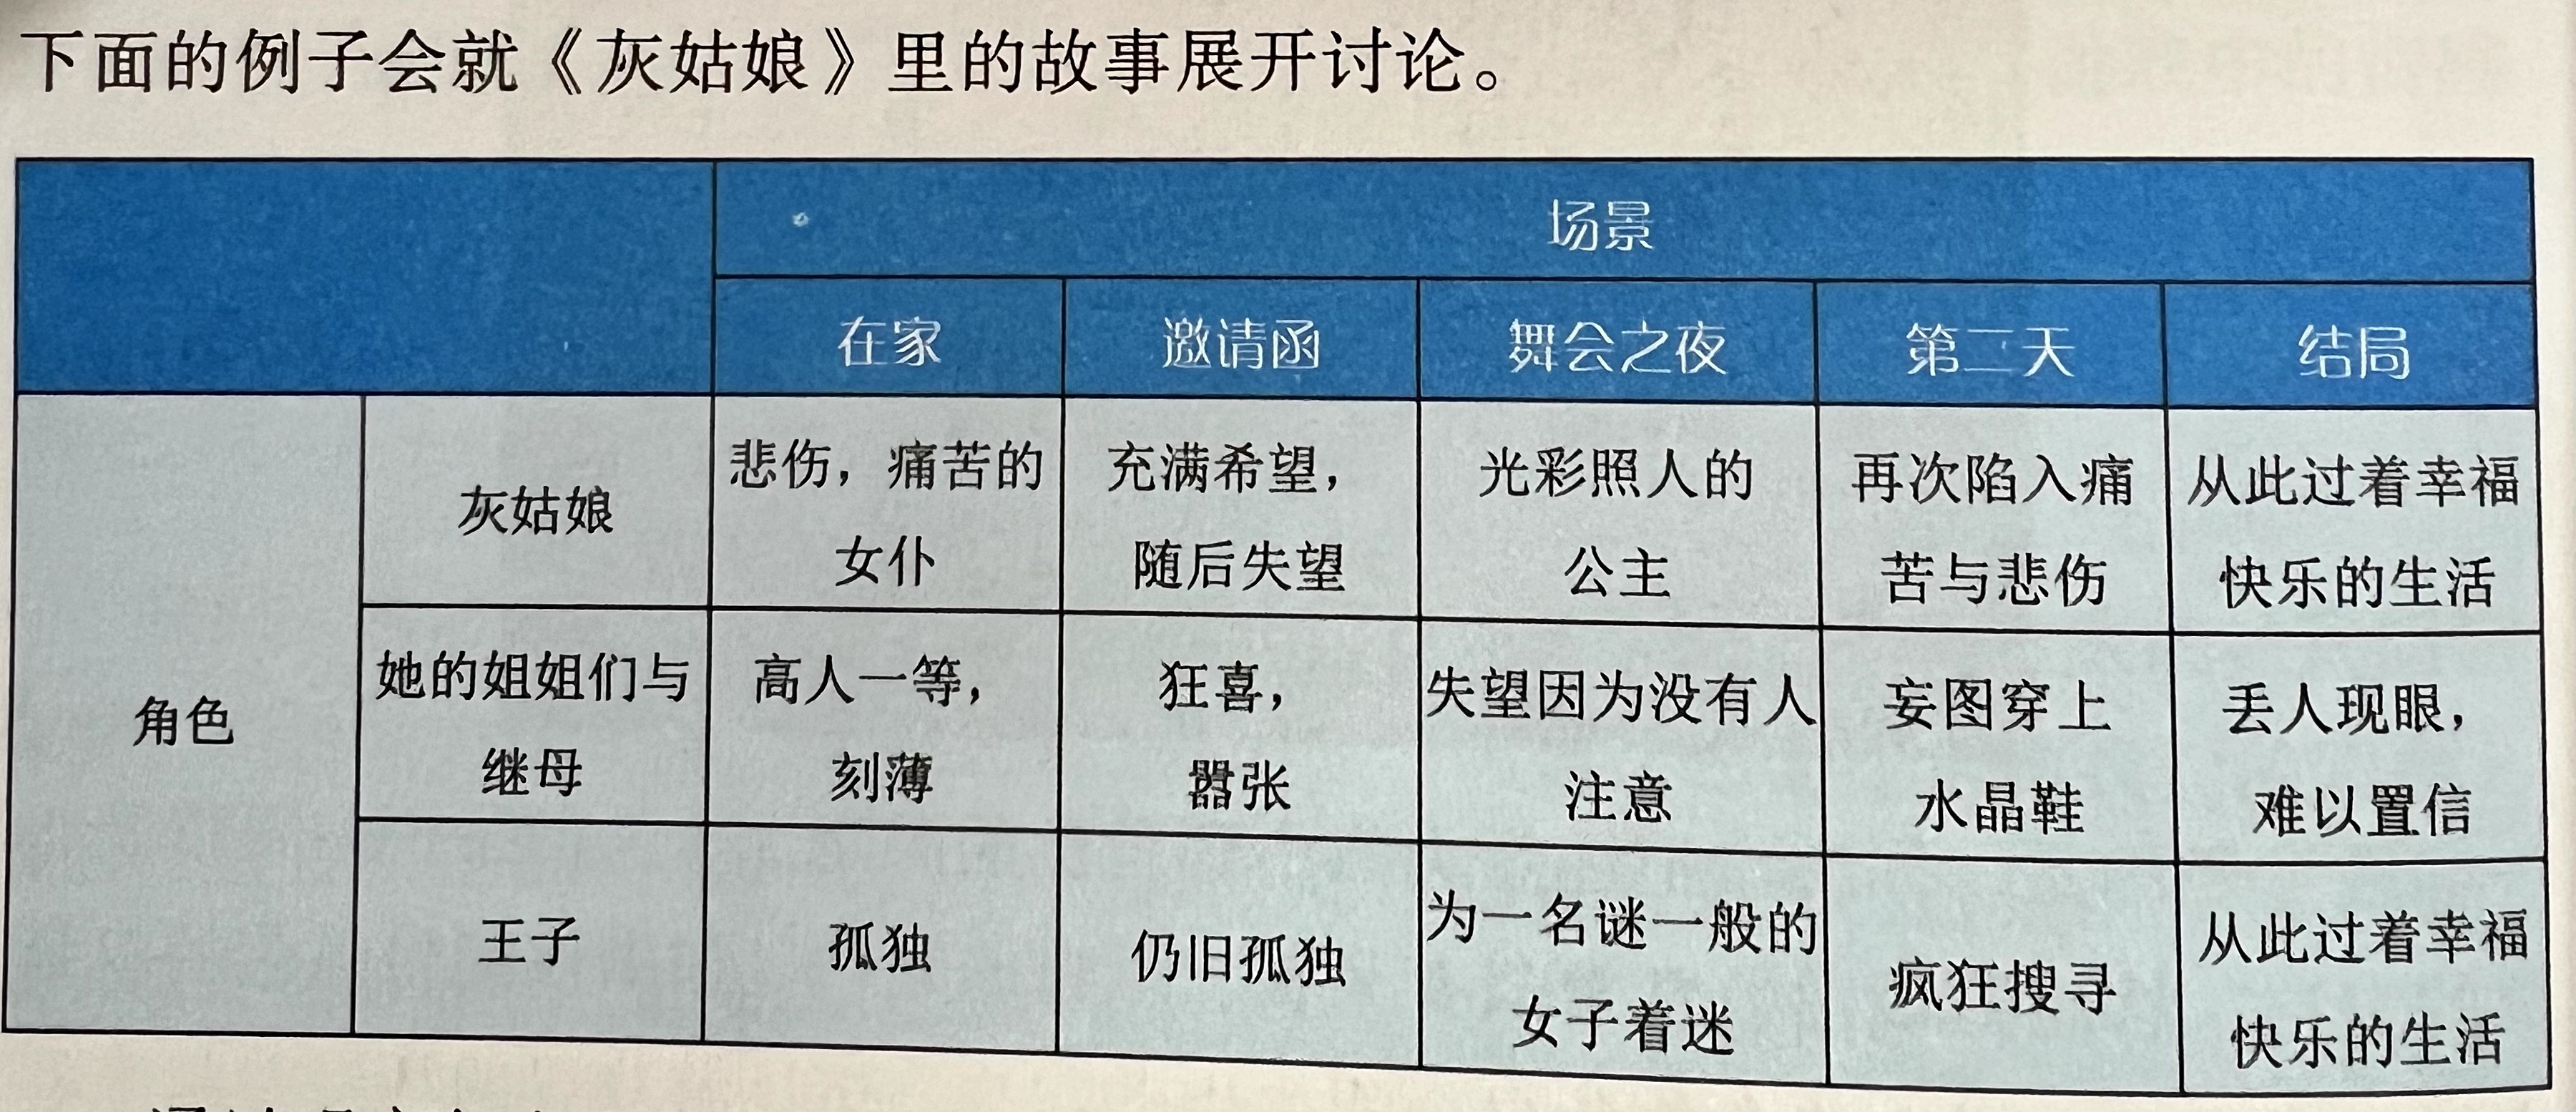 下面的例子会就《灰姑娘》里的故事展开讨论。
场景
在家 邀请函 舞会之夜 第二天 结局
角色
灰姑娘
悲伤，痛苦的
女仆
充满希望，
随后失望
光彩照人的
公主
再次陷入痛
苦与悲伤
从此过着幸福
快乐的生活
她的姐姐们与
继母
高人一等，
刻薄
狂喜，
嚣张
失望因为没有人
注意
妄图穿上
水晶鞋
丢人现眼，
难以置信
王子
孤独
仍旧孤独
为一名谜一般的
女子着迷
疯狂搜寻
从此过着幸福
快乐的生活